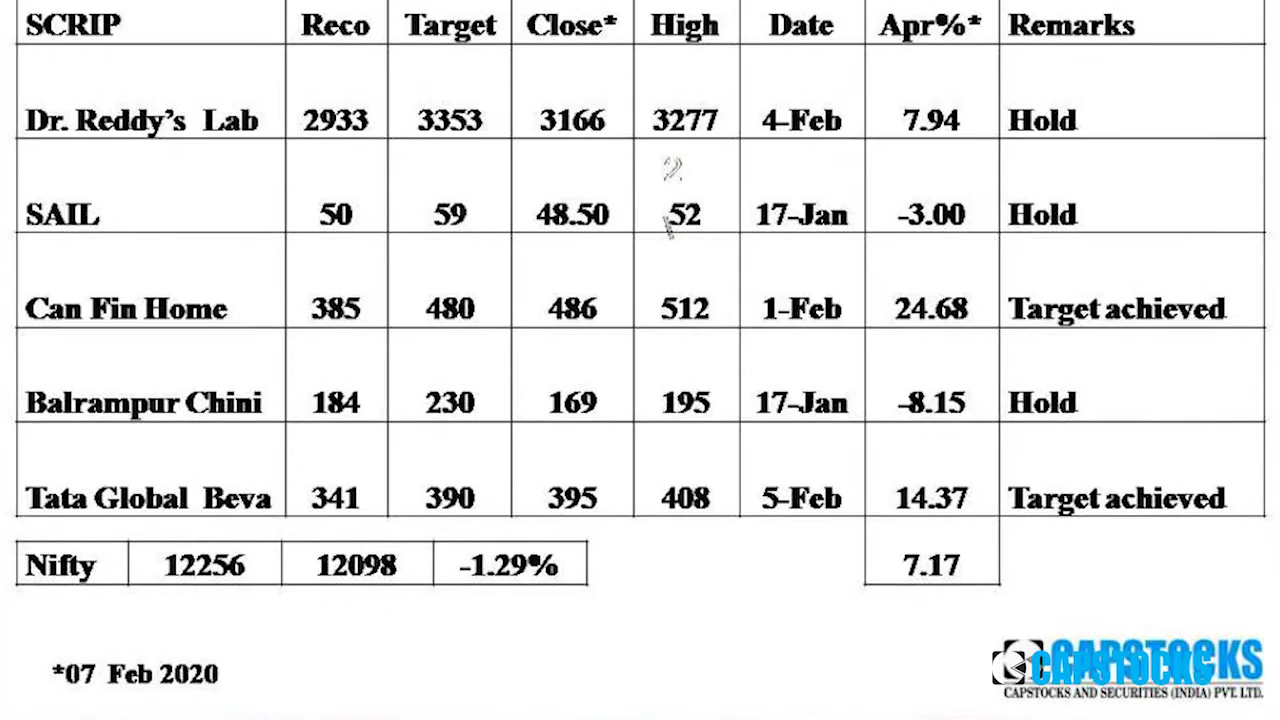 SCRIP Reco Target Close* High Date Apr%* Remarks
Dr. Reddy's Lab 2933 3353 3166 3277 4-Feb 7.94 Hold
SAIL 50 59 48.50 52 17-Jan -3.00 Hold
Can Fin Home 385 480 486 512 1-Feb 24.68 Target achieved
Balrampur Chini 184 230 169 195 17-Jan -8.15 Hold
Tata Global Beva 341 390 395 408 5-Feb 14.37 Target achieved
Nifty 12256 12098 -1.29% 7.17
*07 Feb 2020
CAPSTOCKS
CAPSTOCKS
CAPSTOCKS AND SECURITIES (INDIA) PVT. LTD.